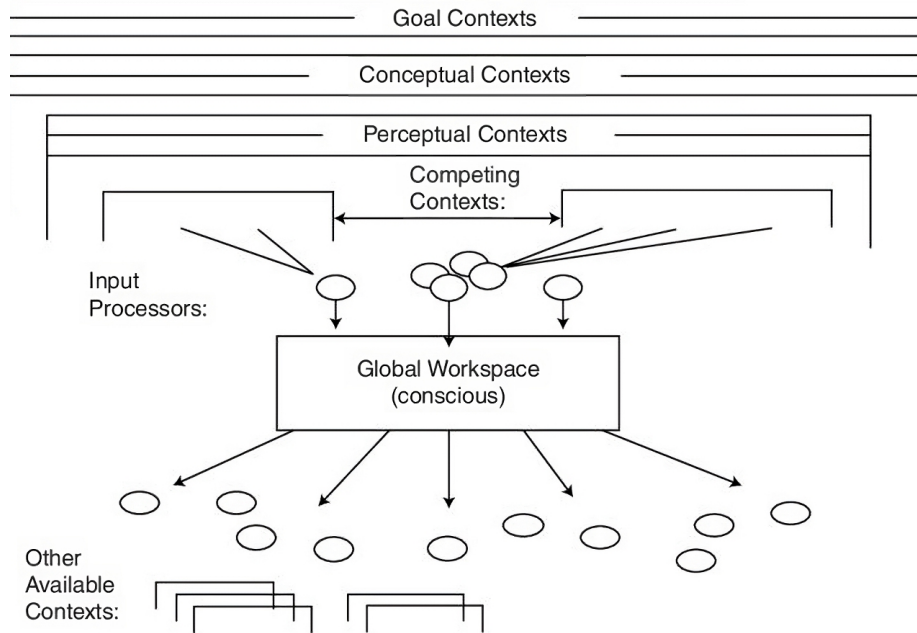 Goal Contexts
Conceptual Contexts
Perceptual Contexts
Competing
Contexts:
Input
Processors:
Global Workspace
(conscious)
Other
Available
Contexts: